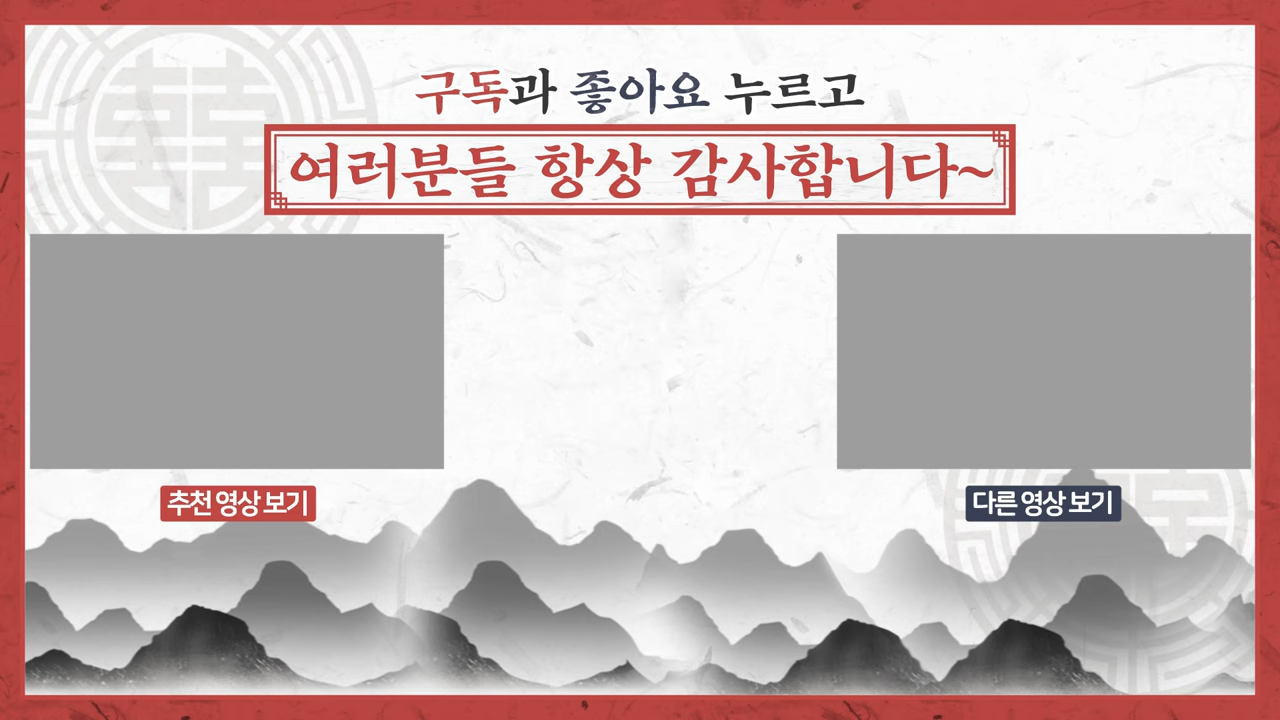 구독과 좋아요 누르고
여러분들 항상 감사합니다~
추천 영상 보기
다른 영상 보기